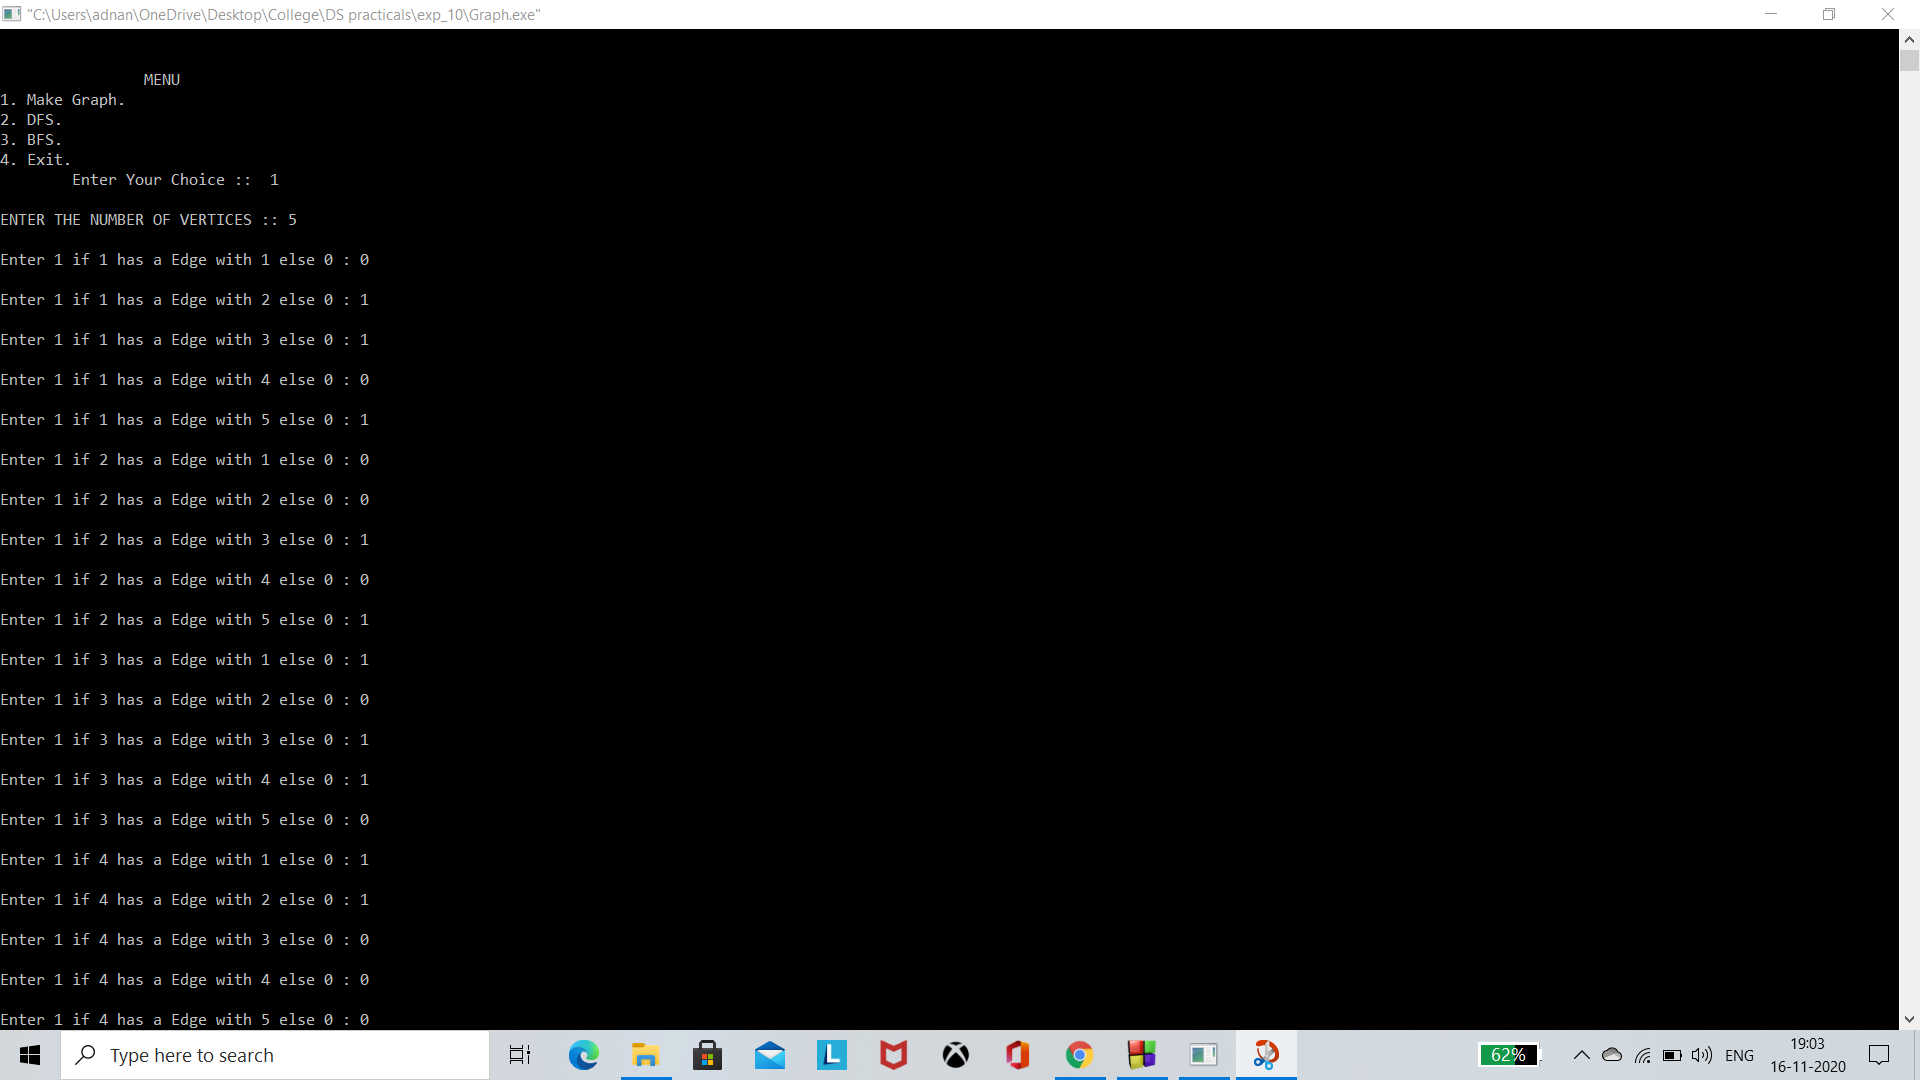 "C:\Users\adnan\OneDrive\Desktop\College\DS practicals\exp_10\Graph.exe"
MENU
1. Make Graph.
2. DFS.
3. BFS.
4. Exit.
Enter Your Choice ::  1
ENTER THE NUMBER OF VERTICES :: 5
Enter 1 if 1 has a Edge with 1 else 0 : 0
Enter 1 if 1 has a Edge with 2 else 0 : 1
Enter 1 if 1 has a Edge with 3 else 0 : 1
Enter 1 if 1 has a Edge with 4 else 0 : 0
Enter 1 if 1 has a Edge with 5 else 0 : 1
Enter 1 if 2 has a Edge with 1 else 0 : 0
Enter 1 if 2 has a Edge with 2 else 0 : 0
Enter 1 if 2 has a Edge with 3 else 0 : 1
Enter 1 if 2 has a Edge with 4 else 0 : 0
Enter 1 if 2 has a Edge with 5 else 0 : 1
Enter 1 if 3 has a Edge with 1 else 0 : 1
Enter 1 if 3 has a Edge with 2 else 0 : 0
Enter 1 if 3 has a Edge with 3 else 0 : 1
Enter 1 if 3 has a Edge with 4 else 0 : 1
Enter 1 if 3 has a Edge with 5 else 0 : 0
Enter 1 if 4 has a Edge with 1 else 0 : 1
Enter 1 if 4 has a Edge with 2 else 0 : 1
Enter 1 if 4 has a Edge with 3 else 0 : 0
Enter 1 if 4 has a Edge with 4 else 0 : 0
Enter 1 if 4 has a Edge with 5 else 0 : 0
Type here to search
L
62%
ENG
19:03
16-11-2020